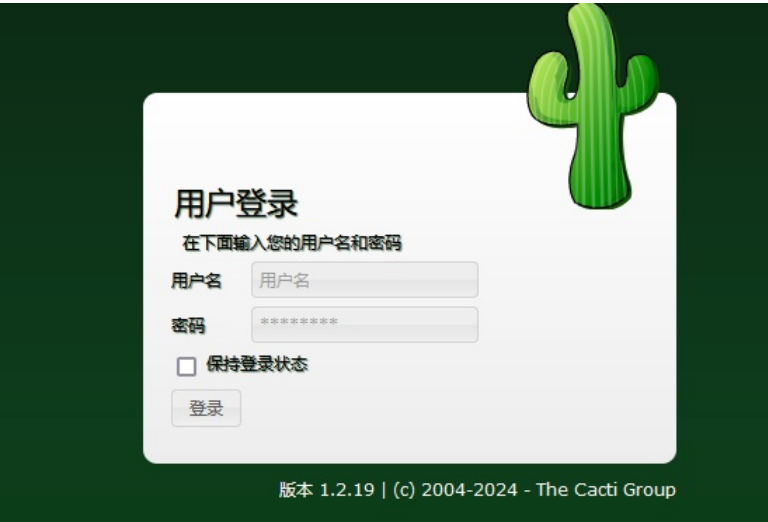 用户登录
在下面输入您的用户名和密码
用户名 用户名
密码 ********
保持登录状态
登录
版本 1.2.19 | (c) 2004-2024 - The Cacti Group